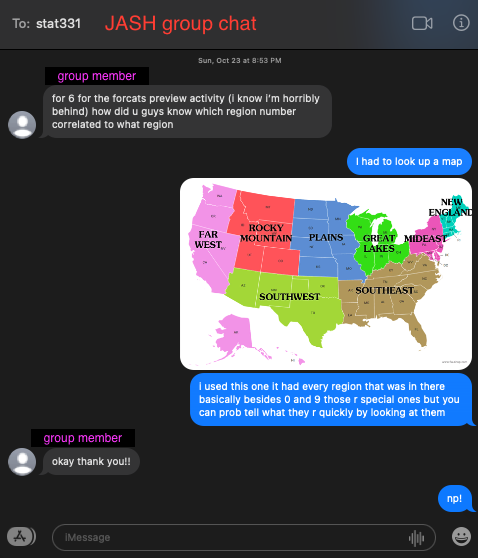 To: stat331 JASH group chat
Sun, Oct 23 at 8:53 PM
group member
for 6 for the forcats preview activity (i know i'm horribly
behind) how did u guys know which region number
correlated to what region
I had to look up a map
NEW
ENGLAND
FAR
WEST
ROCKY
MOUNTAIN
PLAINS
GREAT
LAKES
MIDEAST
SOUTHWEST
SOUTHEAST
i used this one it had every region that was in there
basically besides 0 and 9 those r special ones but you
can prob tell what they r quickly by looking at them
group member
okay thank you!!
np!
iMessage